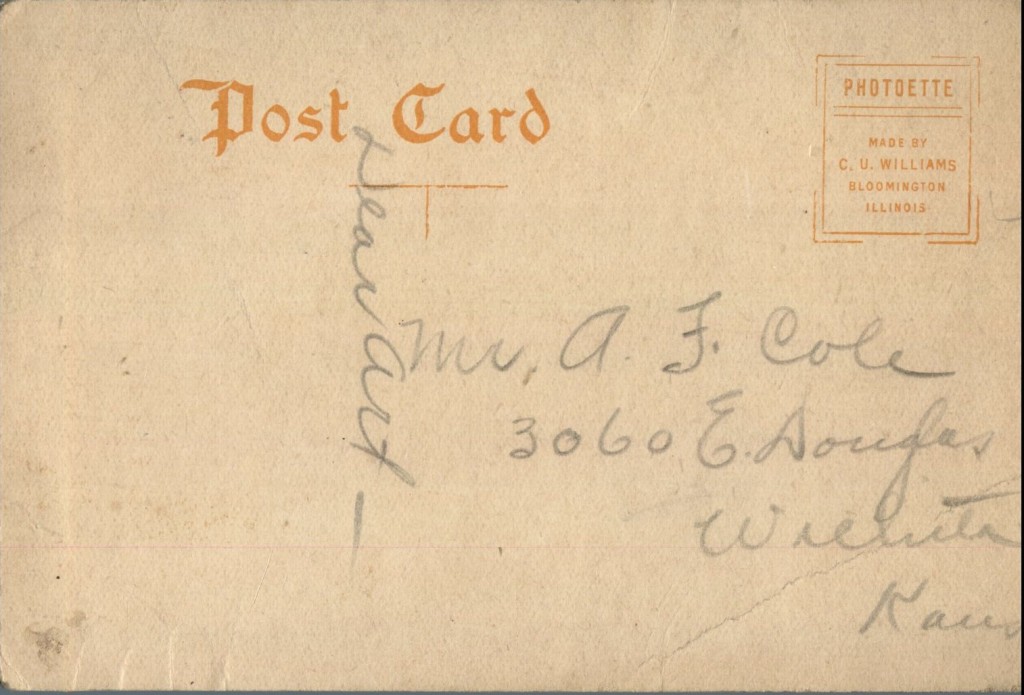 Post Card
PHOTOETTE
MADE BY
C. U. WILLIAMS
BLOOMINGTON
ILLINOIS
Dear Art —
Mr. A. F. Cole
3060 E. Douglas
Wichita
Kans